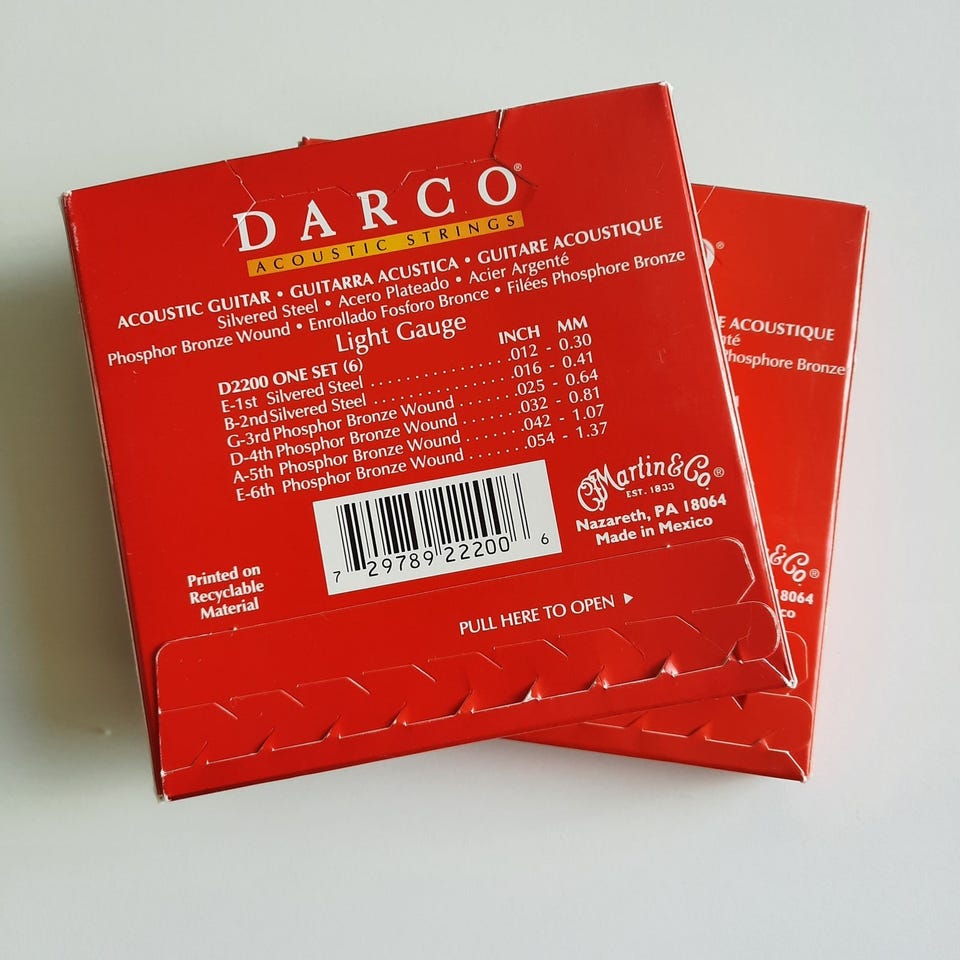 DARCO®
ACOUSTIC STRINGS
ACOUSTIC GUITAR • GUITARRA ACUSTICA • GUITARE ACOUSTIQUE
Silvered Steel • Acero Plateado • Acier Argenté
Phosphor Bronze Wound • Enrollado Fosforo Bronce • Filées Phosphore Bronze
Light Gauge
INCH MM
D2200 ONE SET (6)
E-1st Silvered Steel .............. .012 - 0.30
B-2nd Silvered Steel .............. .016 - 0.41
G-3rd Phosphor Bronze Wound ...... .025 - 0.64
D-4th Phosphor Bronze Wound ...... .032 - 0.81
A-5th Phosphor Bronze Wound ...... .042 - 1.07
E-6th Phosphor Bronze Wound ...... .054 - 1.37
CF Martin & Co.®
EST. 1833
Nazareth, PA 18064
Made in Mexico
7 29789 22200 6
Printed on
Recyclable
Material
PULL HERE TO OPEN ►
®
E ACOUSTIQUE
nté
Phosphore Bronze
& Co.®
18064
co